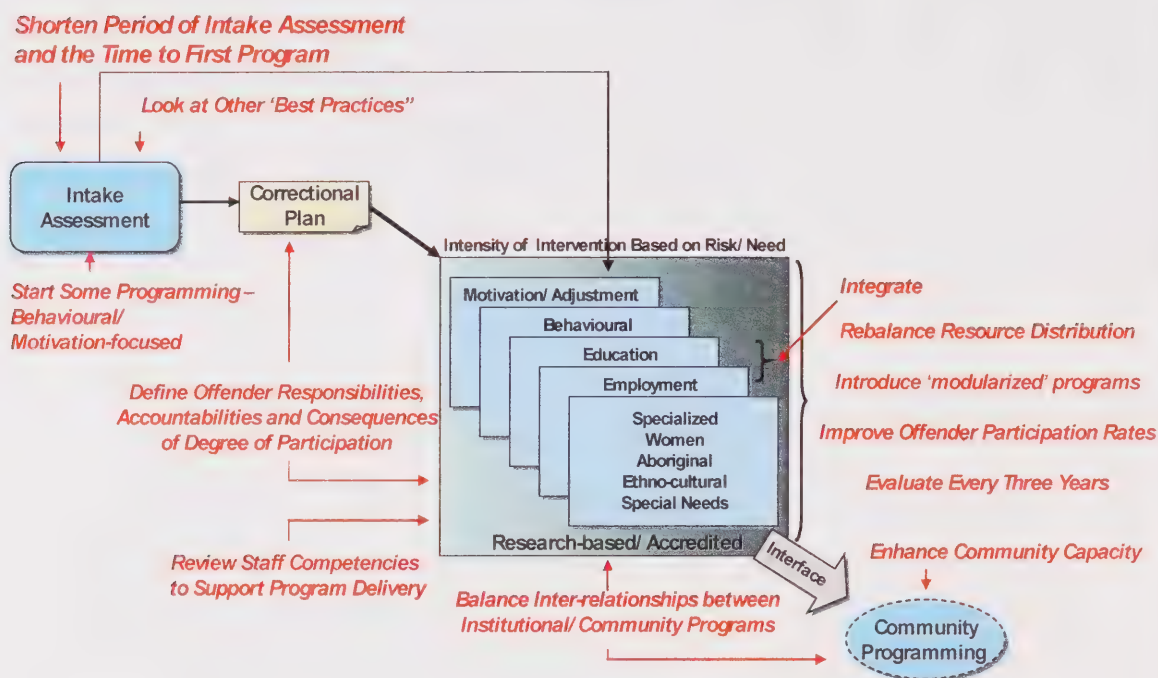 Shorten Period of Intake Assessment
and the Time to First Program
Look at Other ‘Best Practices”
Intake
Assessment
Correctional
Plan
Intensity of Intervention Based on Risk/ Need
Start Some Programming –
Behavioural/
Motivation-focused
Motivation/ Adjustment
Behavioural
Education
Employment
Specialized
Women
Aboriginal
Ethno-cultural
Special Needs
Research-based/ Accredited
Integrate
Rebalance Resource Distribution
Introduce ‘modularized’ programs
Improve Offender Participation Rates
Evaluate Every Three Years
Define Offender Responsibilities,
Accountabilities and Consequences
of Degree of Participation
Review Staff Competencies
to Support Program Delivery
Interface
Enhance Community Capacity
Balance Inter-relationships between
Institutional/ Community Programs
Community
Programming